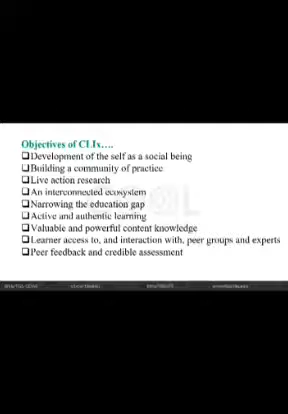 Objectives of CLIx….
❑Development of the self as a social being
❑Building a community of practice
❑Live action research
❑An interconnected ecosystem
❑Narrowing the education gap
❑Active and authentic learning
❑Valuable and powerful content knowledge
❑Learner access to, and interaction with, peer groups and experts
❑Peer feedback and credible assessment